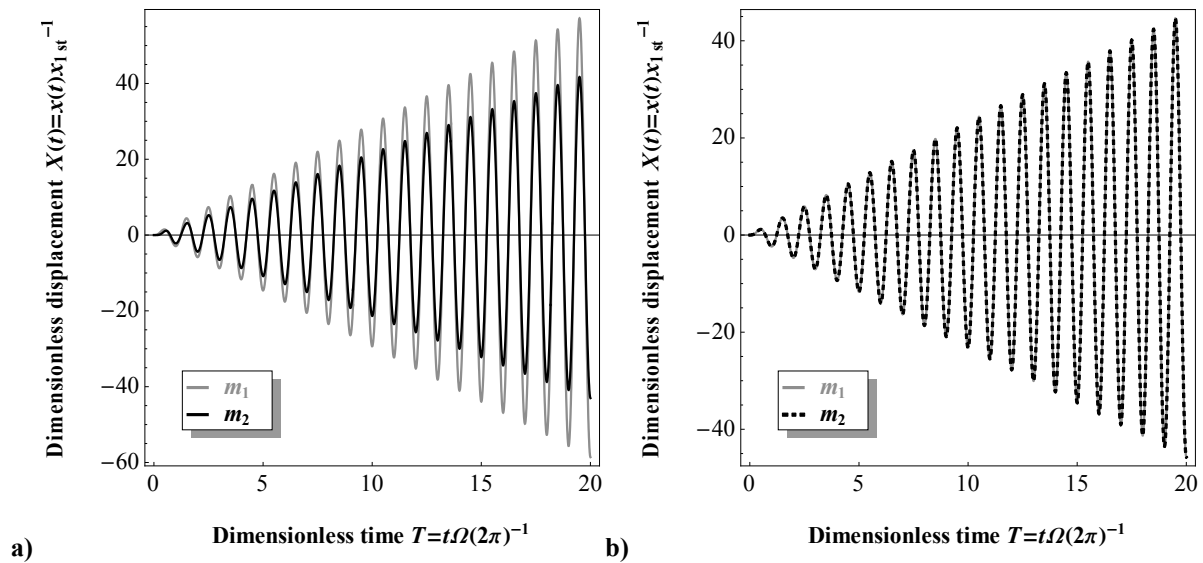 Dimensionless displacement X(t)=x(t)x₁ st⁻¹
40
20
0
−20
−40
−60
m₁
m₂
0
5
10
15
20
Dimensionless time T=tΩ(2π)⁻¹
a)
Dimensionless displacement X(t)=x(t)x₁ st⁻¹
40
20
0
−20
−40
m₁
m₂
0
5
10
15
20
Dimensionless time T=tΩ(2π)⁻¹
b)